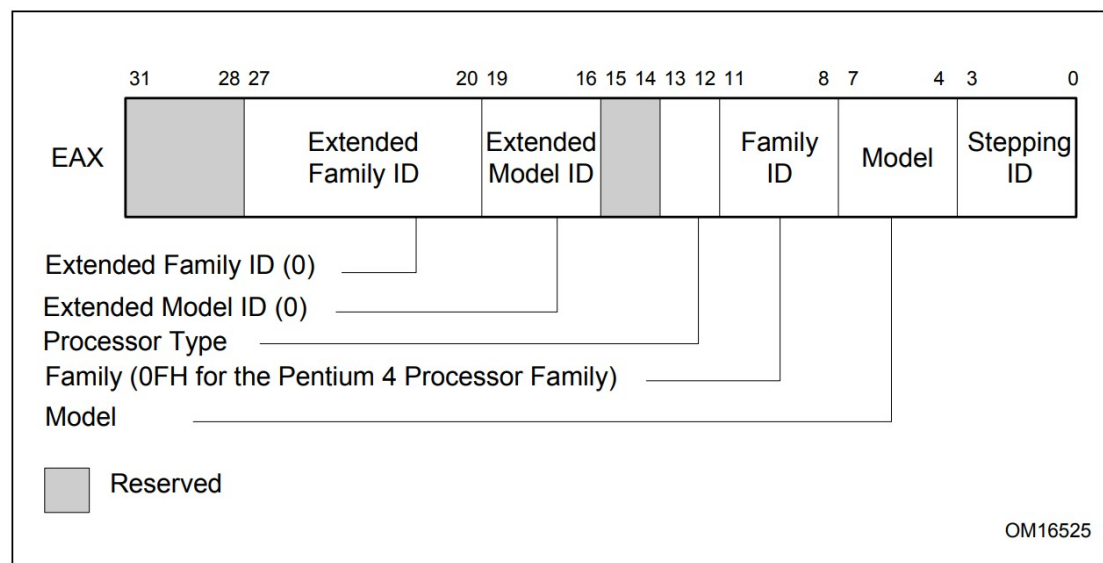 31 28 27 20 19 16 15 14 13 12 11 8 7 4 3 0
EAX
Extended Family ID
Extended Model ID
Family ID
Model
Stepping ID
Extended Family ID (0)
Extended Model ID (0)
Processor Type
Family (0FH for the Pentium 4 Processor Family)
Model
Reserved
OM16525